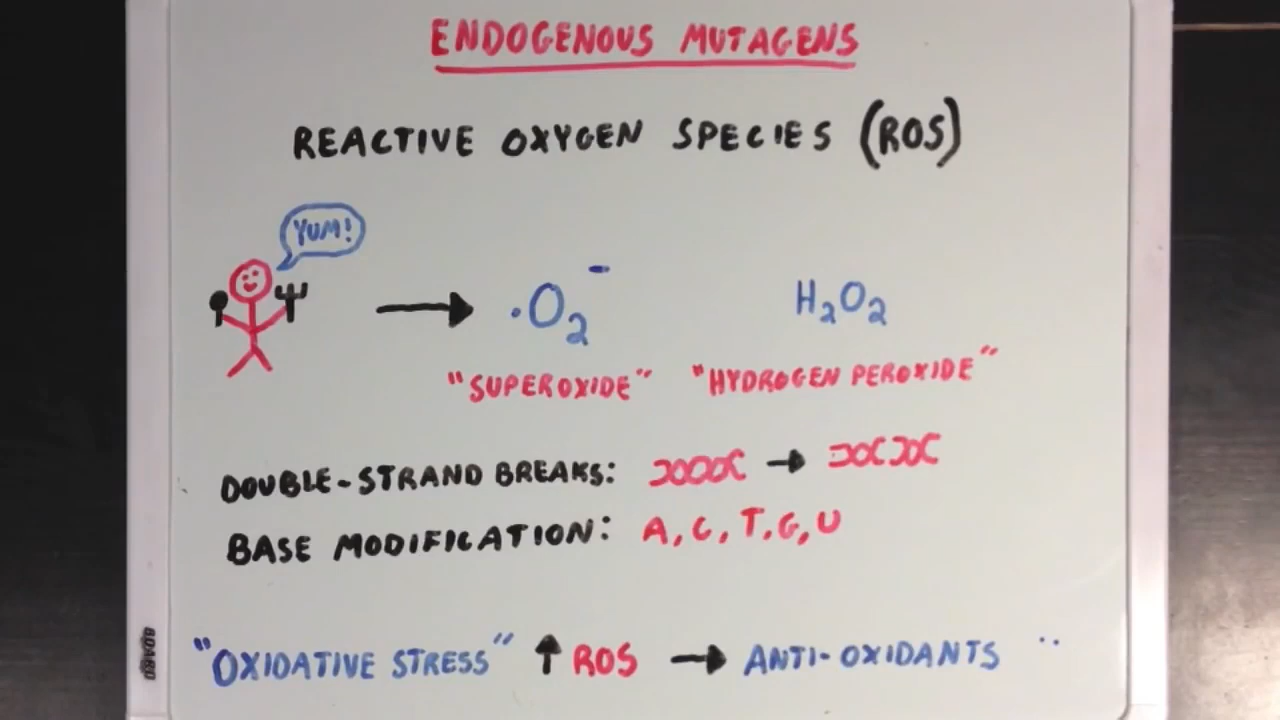 ENDOGENOUS MUTAGENS
REACTIVE OXYGEN SPECIES (ROS)
YUM!
·O₂⁻ H₂O₂
"SUPEROXIDE" "HYDROGEN PEROXIDE"
DOUBLE-STRAND BREAKS: →
BASE MODIFICATION: A, C, T, G, U
"OXIDATIVE STRESS" ↑ ROS → ANTI-OXIDANTS
BOARD